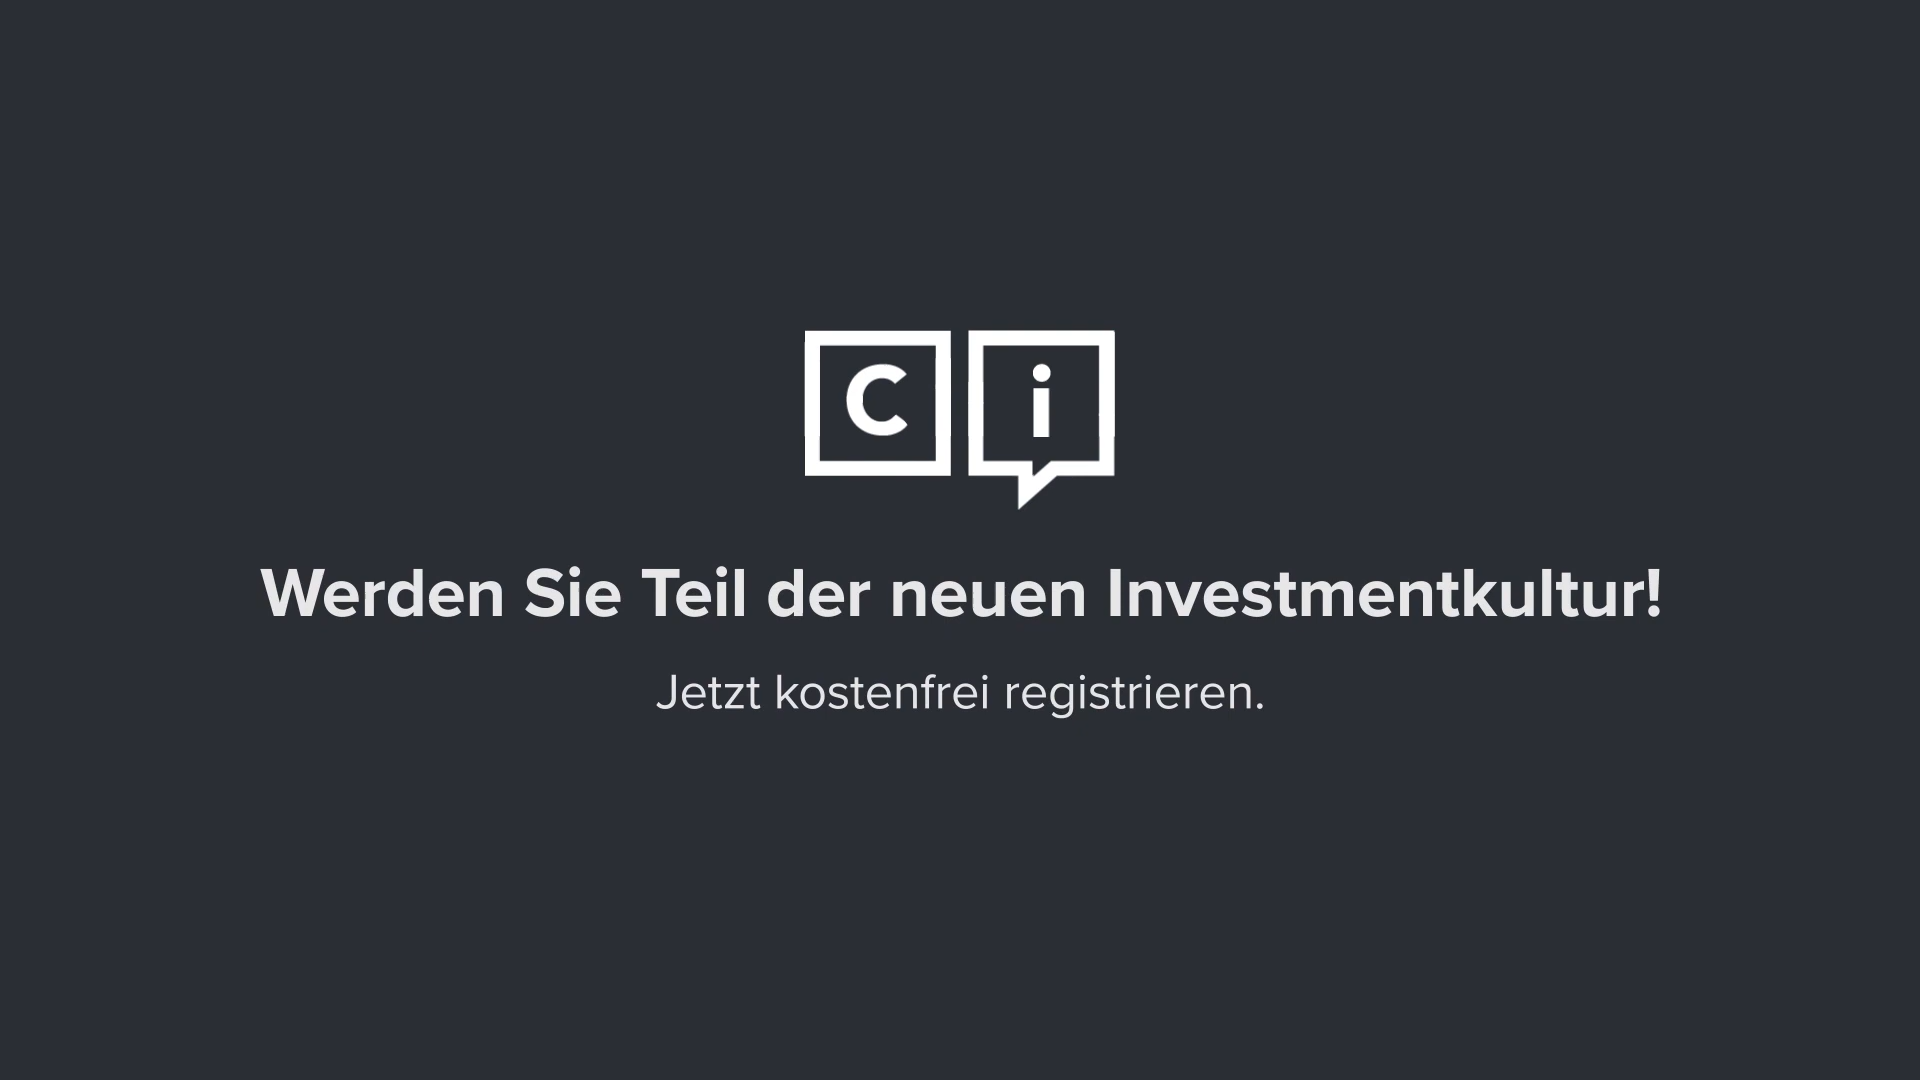 C i
Werden Sie Teil der neuen Investmentkultur!
Jetzt kostenfrei registrieren.